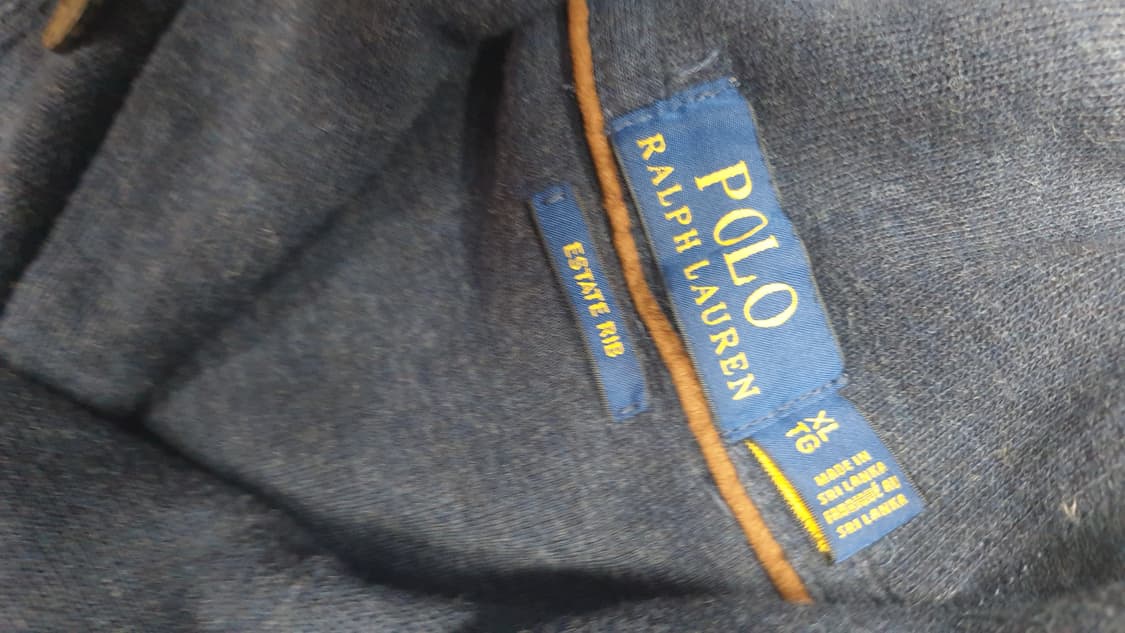 POLO
RALPH LAUREN
ESTATE RIB
XL
TG
MADE IN
SRI LANKA
FABRIQUÉ AU
SRI LANKA